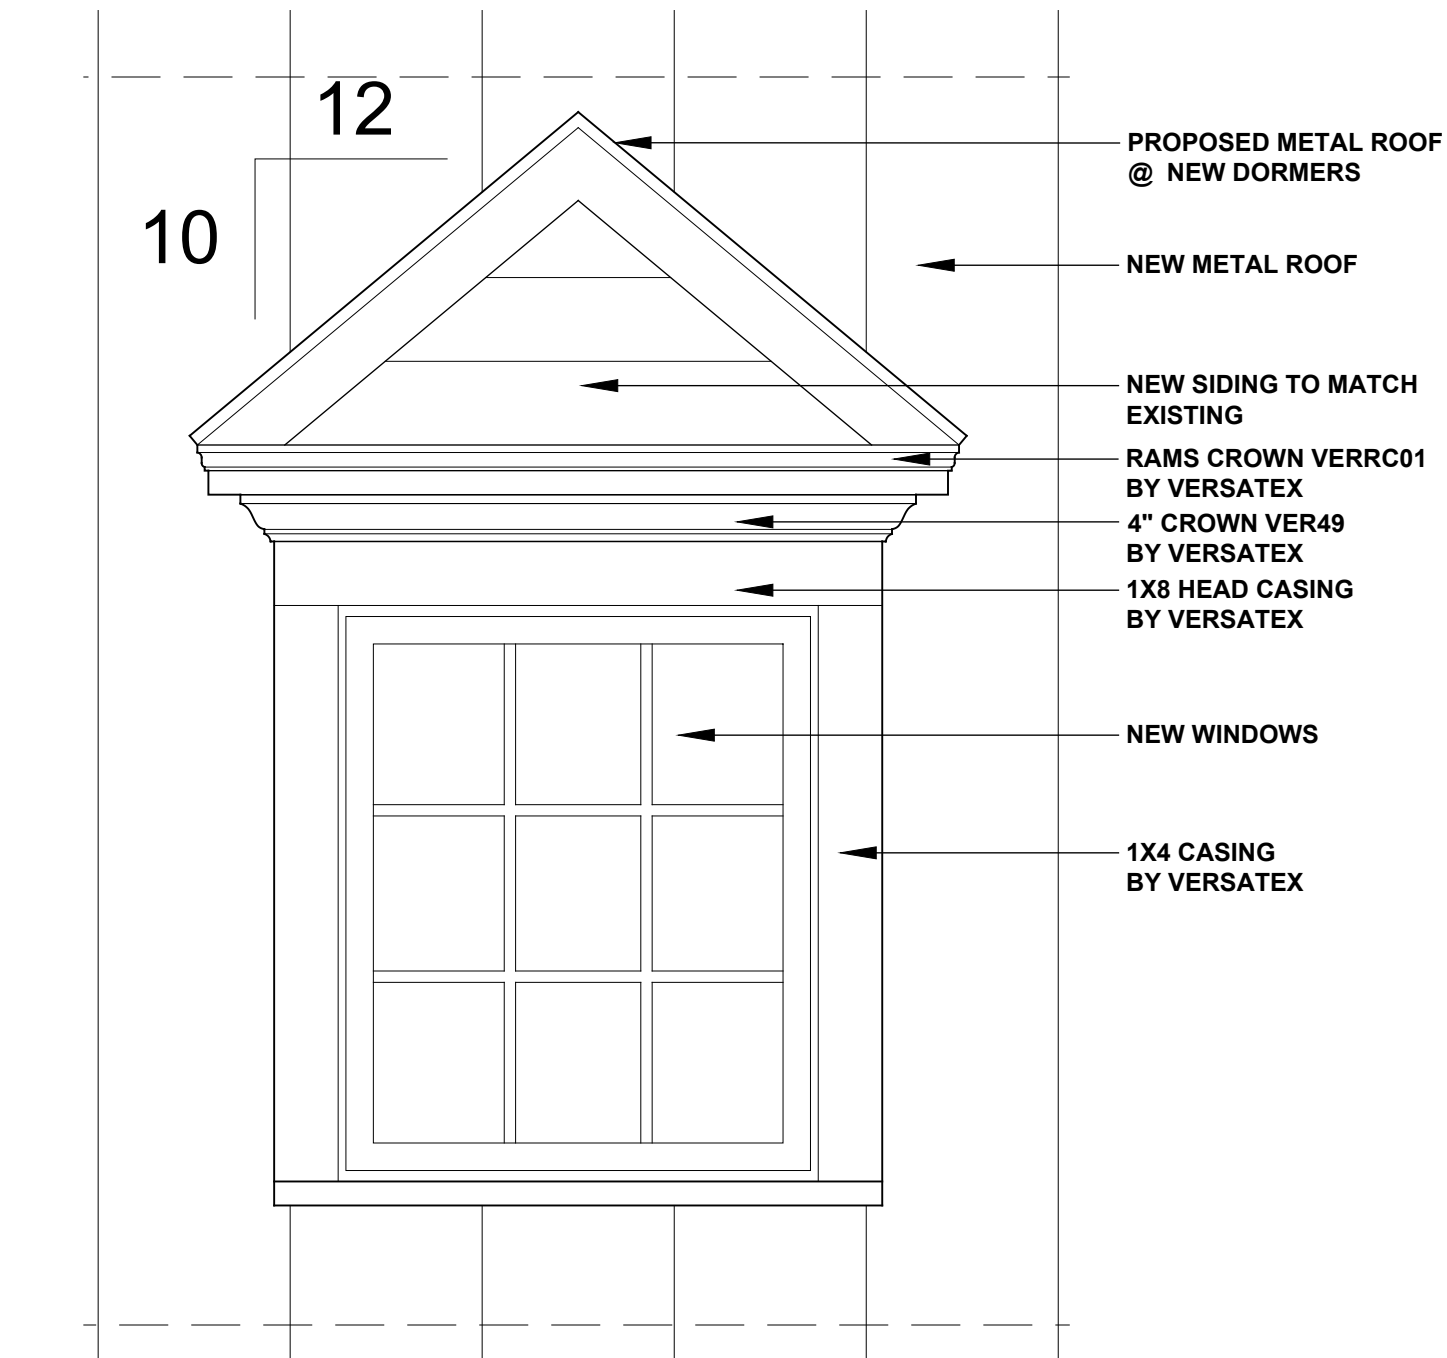 12
10
PROPOSED METAL ROOF
@ NEW DORMERS
NEW METAL ROOF
NEW SIDING TO MATCH
EXISTING
RAMS CROWN VERRC01
BY VERSATEX
4" CROWN VER49
BY VERSATEX
1X8 HEAD CASING
BY VERSATEX
NEW WINDOWS
1X4 CASING
BY VERSATEX